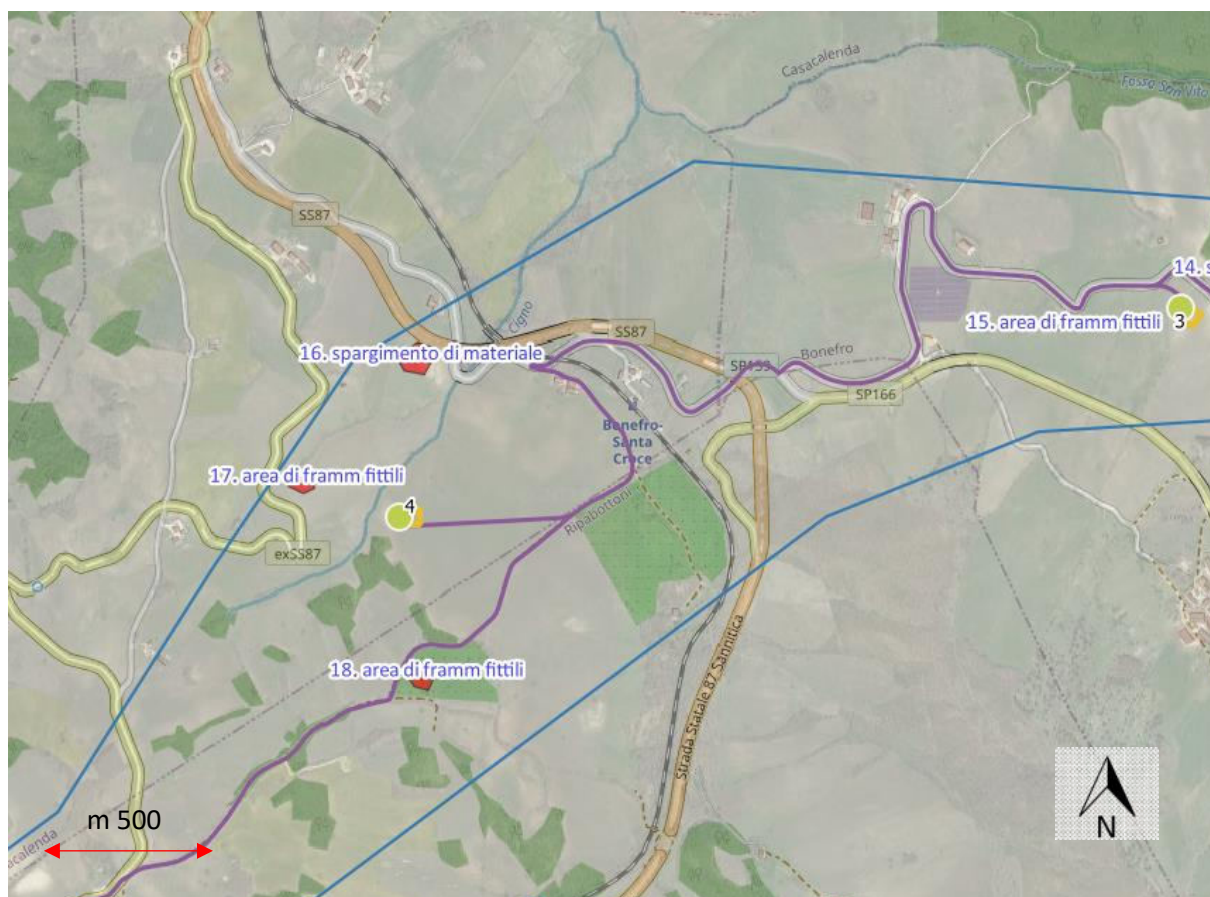 Casacalenda
Fosso San Vito
SS87
14. s
Cigno
15. area di framm fittili
3
SS87
16. spargimento di materiale
Bonefro
SP166
Bonefro-
Santa
Croce
17. area di framm fittili
4
Ripabottoni
exSS87
18. area di framm fittili
Strada Statale 87 Sannitica
m 500
acalenda
N